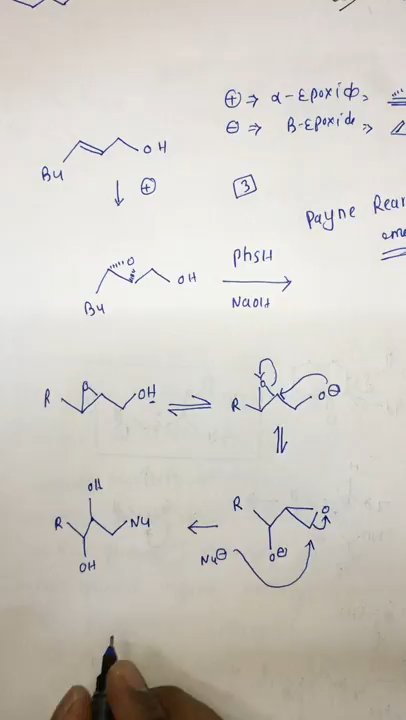 ⊕ ⇒ α-Epoxide,
⊖ ⇒ B-Epoxide,
OH
Bu
↓ ⊕
3
Payne Rear
O
OH
PhSH
Bu
NaOH
R
O
OH
⇌
R
O
O⊖
⇌
OH
R
Nu
OH
←
R
O
O⊖
Nu⊖